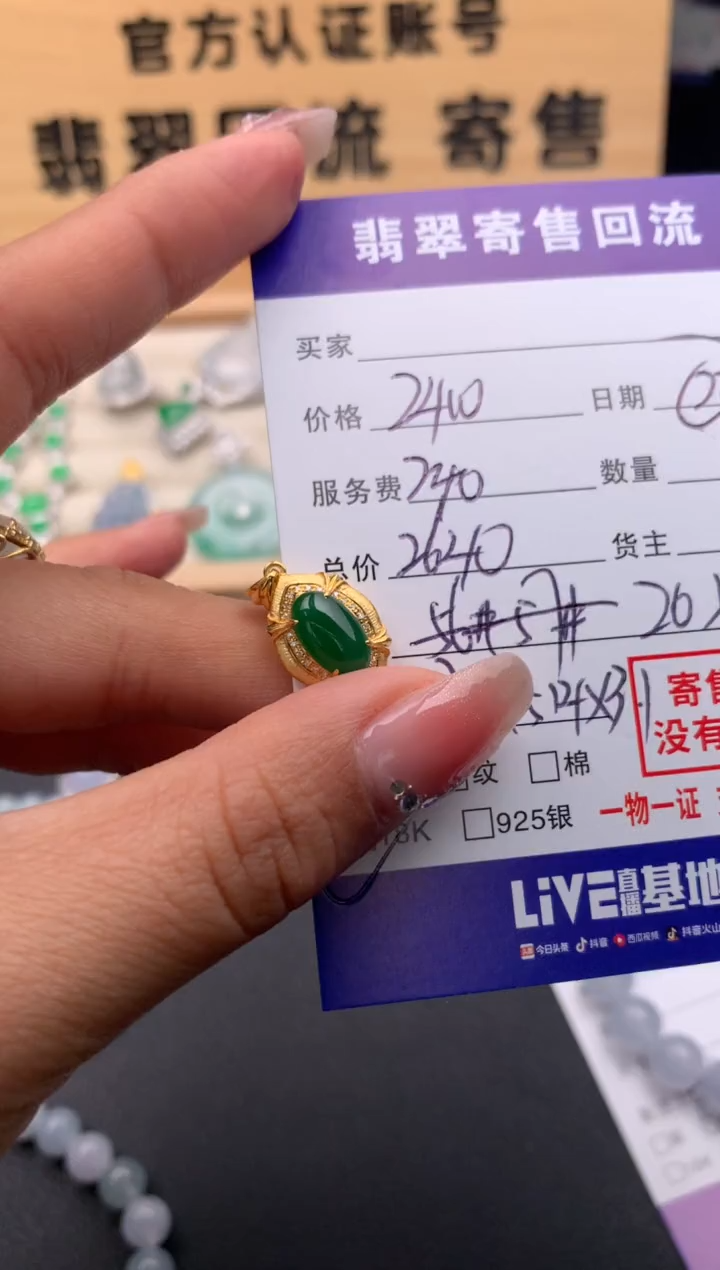 官方认证账号
翡翠回流 寄售
翡翠寄售回流
买家
价格 2400 日期
服务费 240 数量
总价 2640 货主
寄售
没有
纹 棉
18K 925银 一物一证
LiVE直播基地
今日头条 抖音 西瓜视频 抖音火山